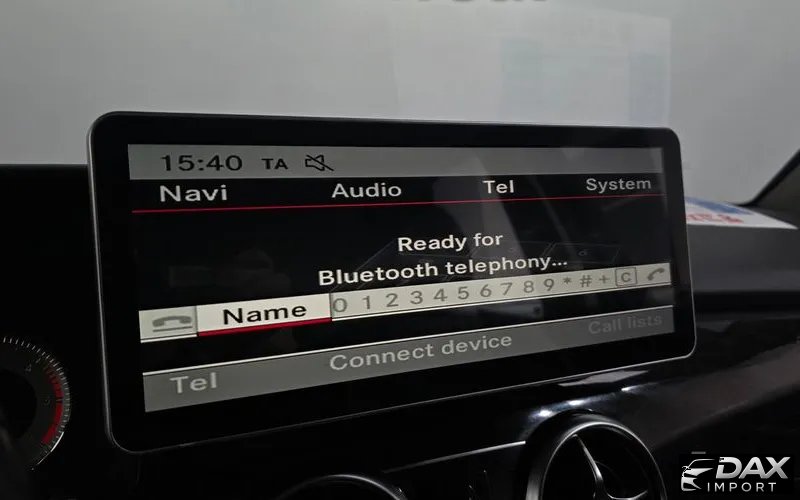 15:40 TA
Navi Audio Tel System
Ready for
Bluetooth telephony...
Name 0 1 2 3 4 5 6 7 8 9 * # + C
Tel Connect device Call lists
DAX
IMPORT